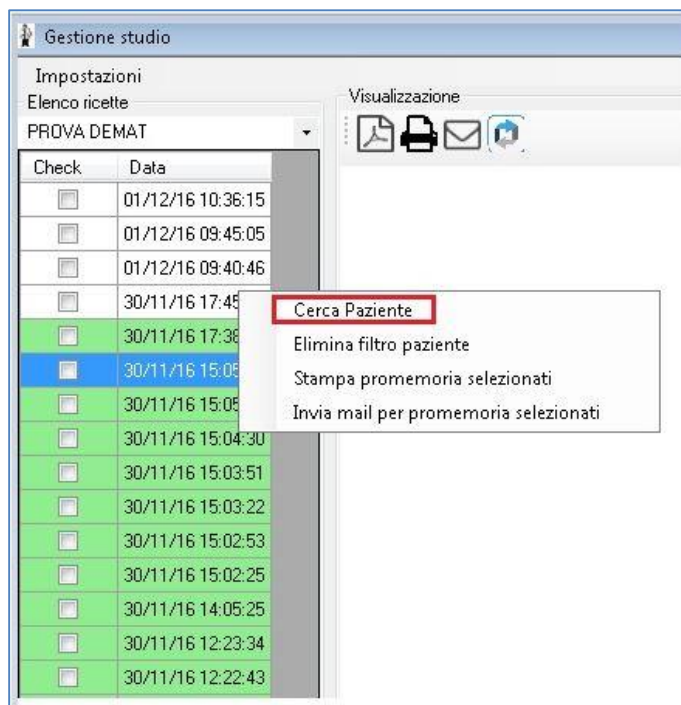 Gestione studio
Impostazioni
Elenco ricette
Visualizzazione
PROVA DEMAT
Check Data
01/12/16 10:36:15
01/12/16 09:45:05
01/12/16 09:40:46
30/11/16 17:45
Cerca Paziente
30/11/16 17:38
Elimina filtro paziente
30/11/16 15:05
Stampa promemoria selezionati
30/11/16 15:05
Invia mail per promemoria selezionati
30/11/16 15:04:30
30/11/16 15:03:51
30/11/16 15:03:22
30/11/16 15:02:53
30/11/16 15:02:25
30/11/16 14:05:25
30/11/16 12:23:34
30/11/16 12:22:43